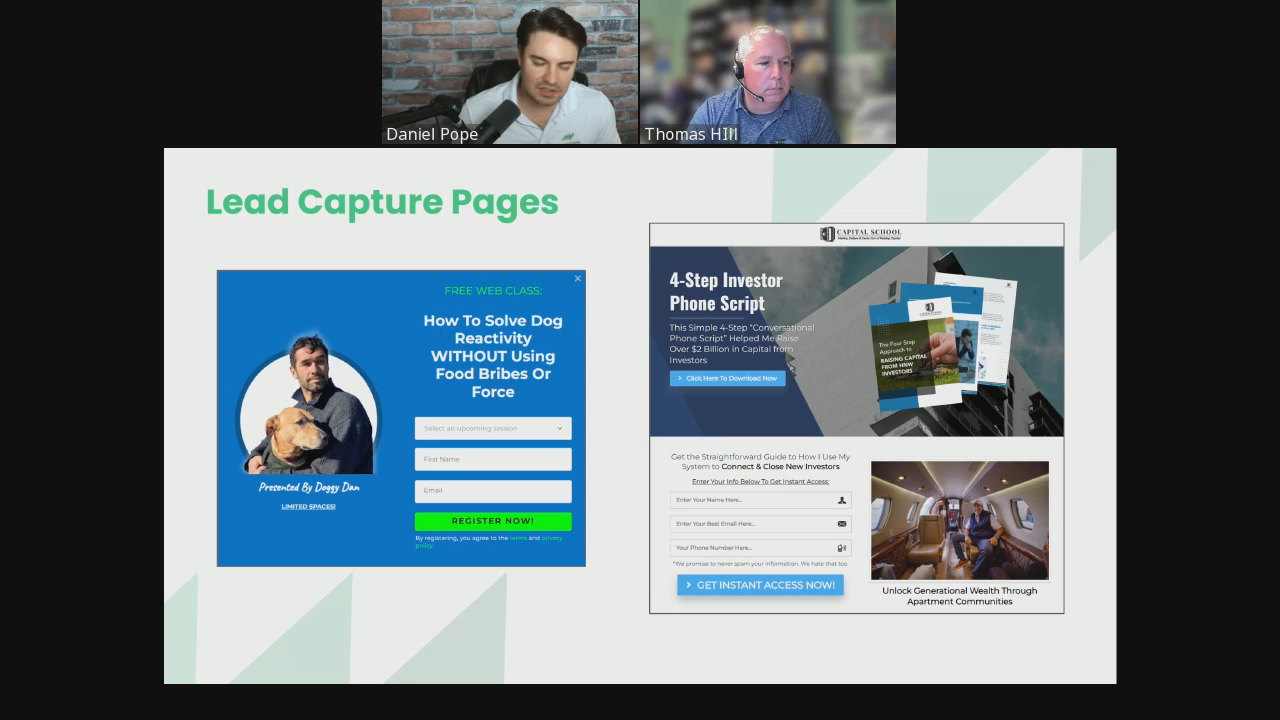 Daniel Pope
Thomas HIll
Lead Capture Pages
FREE WEB CLASS:
How To Solve Dog
Reactivity
WITHOUT Using
Food Bribes Or
Force
Select an upcoming session
First Name
Email
REGISTER NOW!
By registering, you agree to the terms and privacy
policy.
Presented By Doggy Dan
LIMITED SPACES!
CAPITAL SCHOOL
4-Step Investor
Phone Script
This Simple 4-Step "Conversational
Phone Script" Helped Me Raise
Over $2 Billion in Capital from
Investors
Click Here To Download Now
The Four Step
Approach to
RAISING CAPITAL
FROM HNW
INVESTORS
Get the Straightforward Guide to How I Use My
System to Connect & Close New Investors
Enter Your Info Below To Get Instant Access:
Enter Your Name Here...
Enter Your Best Email Here...
Your Phone Number Here...
*We promise to never spam your information. We hate that too.
GET INSTANT ACCESS NOW!
Unlock Generational Wealth Through
Apartment Communities